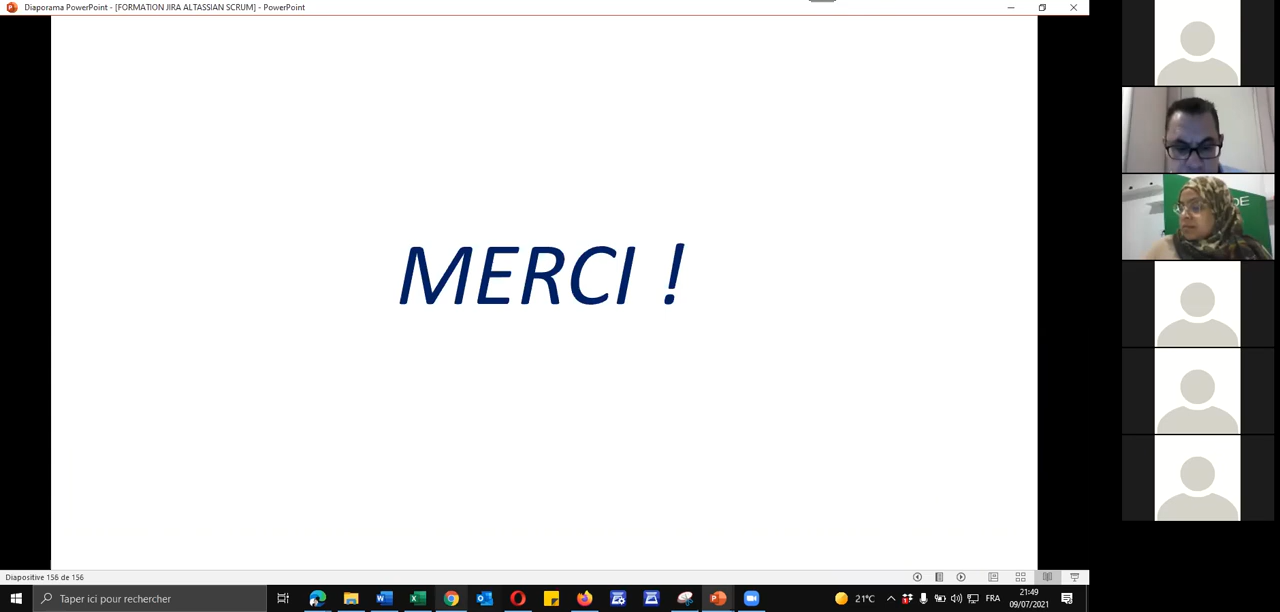 Diaporama PowerPoint - [FORMATION JIRA ALTASSIAN SCRUM] - PowerPoint
MERCI !
DE
Diapositive 156 de 156
Taper ici pour rechercher
21°C
FRA
21:49
09/07/2021